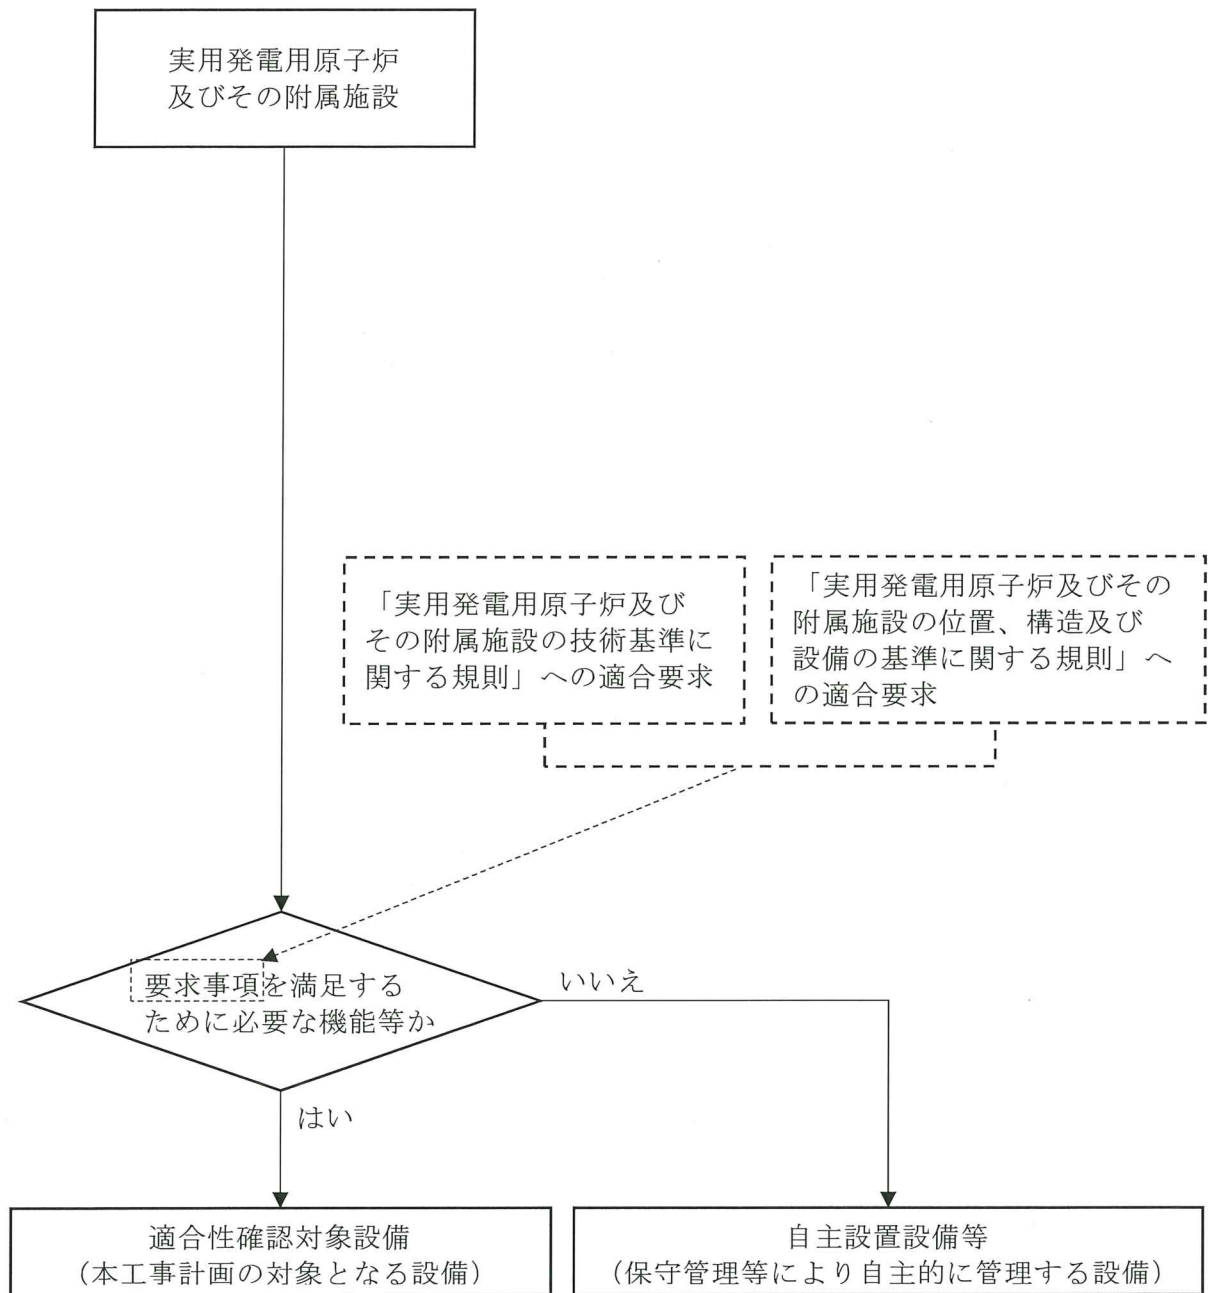 実用発電用原子炉
及びその附属施設
「実用発電用原子炉及び
その附属施設の技術基準に
関する規則」への適合要求
「実用発電用原子炉及びその
附属施設の位置、構造及び
設備の基準に関する規則」へ
の適合要求
要求事項を満足する
ために必要な機能等か
いいえ
はい
適合性確認対象設備
（本工事計画の対象となる設備）
自主設置設備等
（保守管理等により自主的に管理する設備）